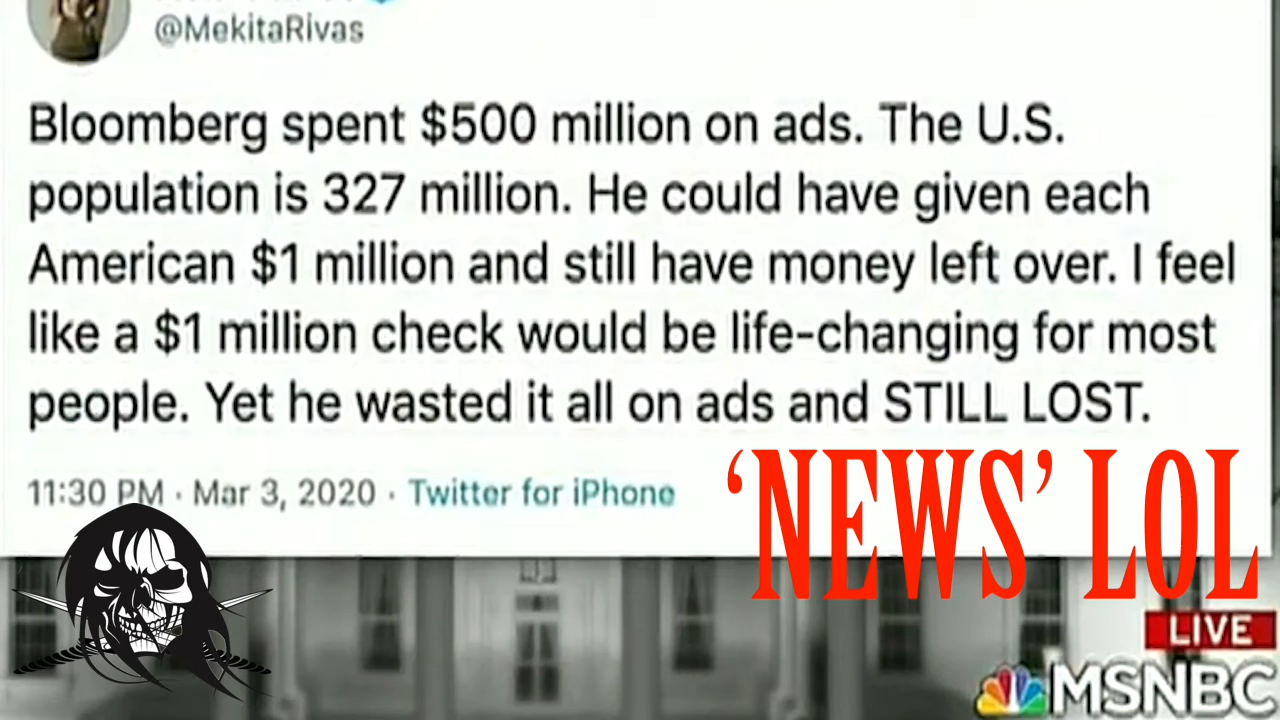 @MekitaRivas
Bloomberg spent $500 million on ads. The U.S.
population is 327 million. He could have given each
American $1 million and still have money left over. I feel
like a $1 million check would be life-changing for most
people. Yet he wasted it all on ads and STILL LOST.
11:30 PM · Mar 3, 2020 · Twitter for iPhone
‘NEWS’ LOL
LIVE
MSNBC